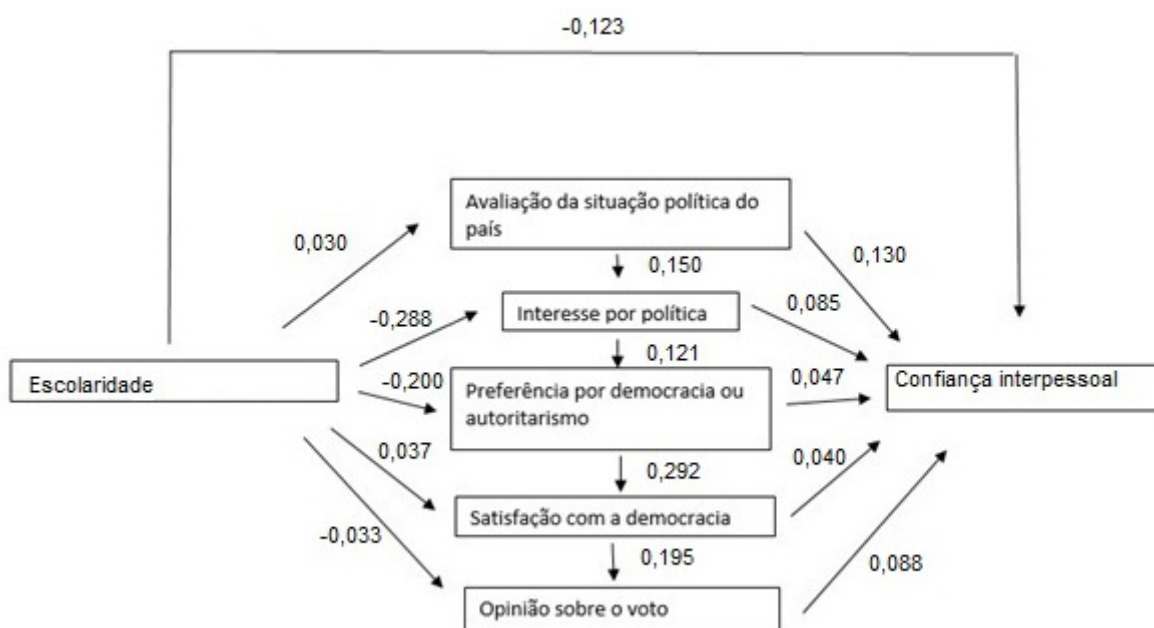 -0,123
Avaliação da situação política do
país
0,030
0,150
0,130
-0,288
Interesse por política
0,085
0,121
Escolaridade
-0,200
Preferência por democracia ou
autoritarismo
0,047
Confiança interpessoal
0,037
0,292
0,040
Satisfação com a democracia
-0,033
0,195
0,088
Opinião sobre o voto